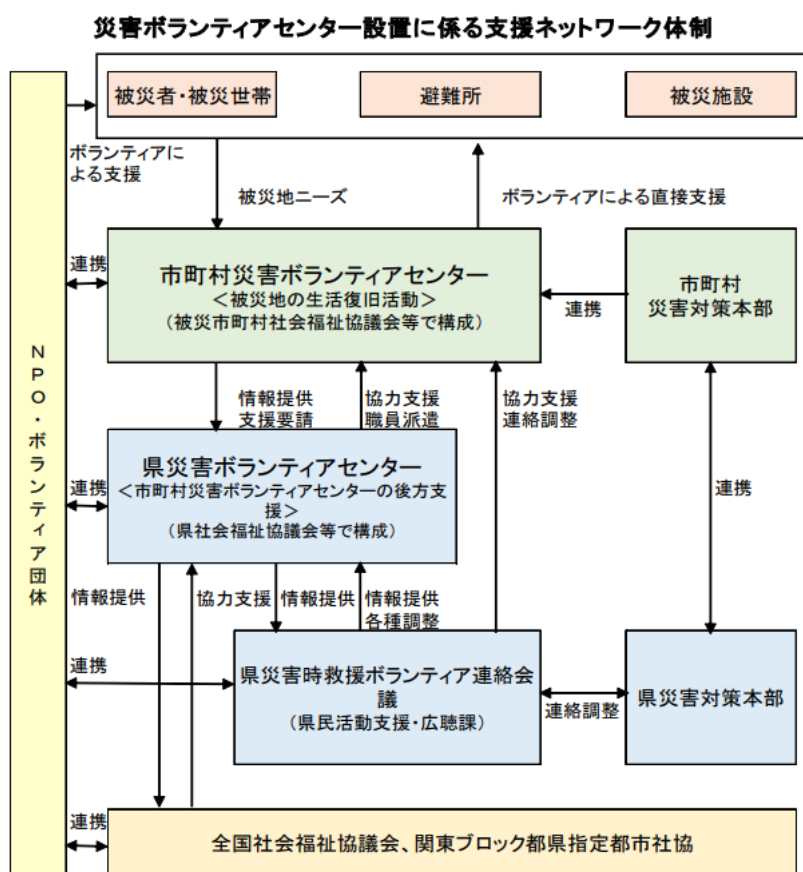 災害ボランティアセンター設置に係る支援ネットワーク体制
被災者・被災世帯
避難所
被災施設
ボランティアに
よる支援
被災地ニーズ
ボランティアによる直接支援
連携
市町村災害ボランティアセンター
＜被災地の生活復旧活動＞
（被災市町村社会福祉協議会等で構成）
連携
市町村
災害対策本部
NPO・ボランティア団体
情報提供
支援要請
協力支援
職員派遣
協力支援
連絡調整
連携
県災害ボランティアセンター
＜市町村災害ボランティアセンターの後方支
援＞
（県社会福祉協議会等で構成）
連携
情報提供
協力支援
情報提供
情報提供
各種調整
連携
県災害時救援ボランティア連絡会
議
（県民活動支援・広聴課）
連絡調整
県災害対策本部
連携
全国社会福祉協議会、関東ブロック都県指定都市社協